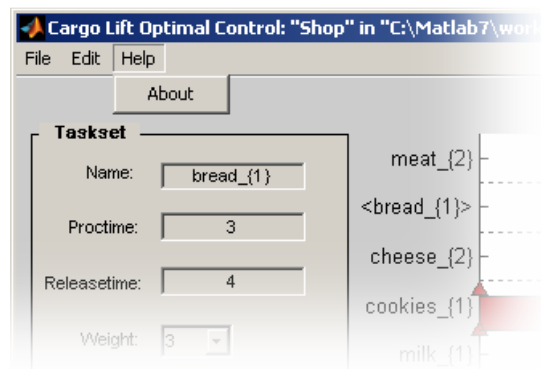 Cargo Lift Optimal Control: "Shop" in "C:\Matlab7\work
File Edit Help
About
Taskset
Name: bread_{1}
Proctime: 3
Releasetime: 4
Weight: 3
meat_{2}
<bread_{1}>
cheese_{2}
cookies_{1}
milk_{1}